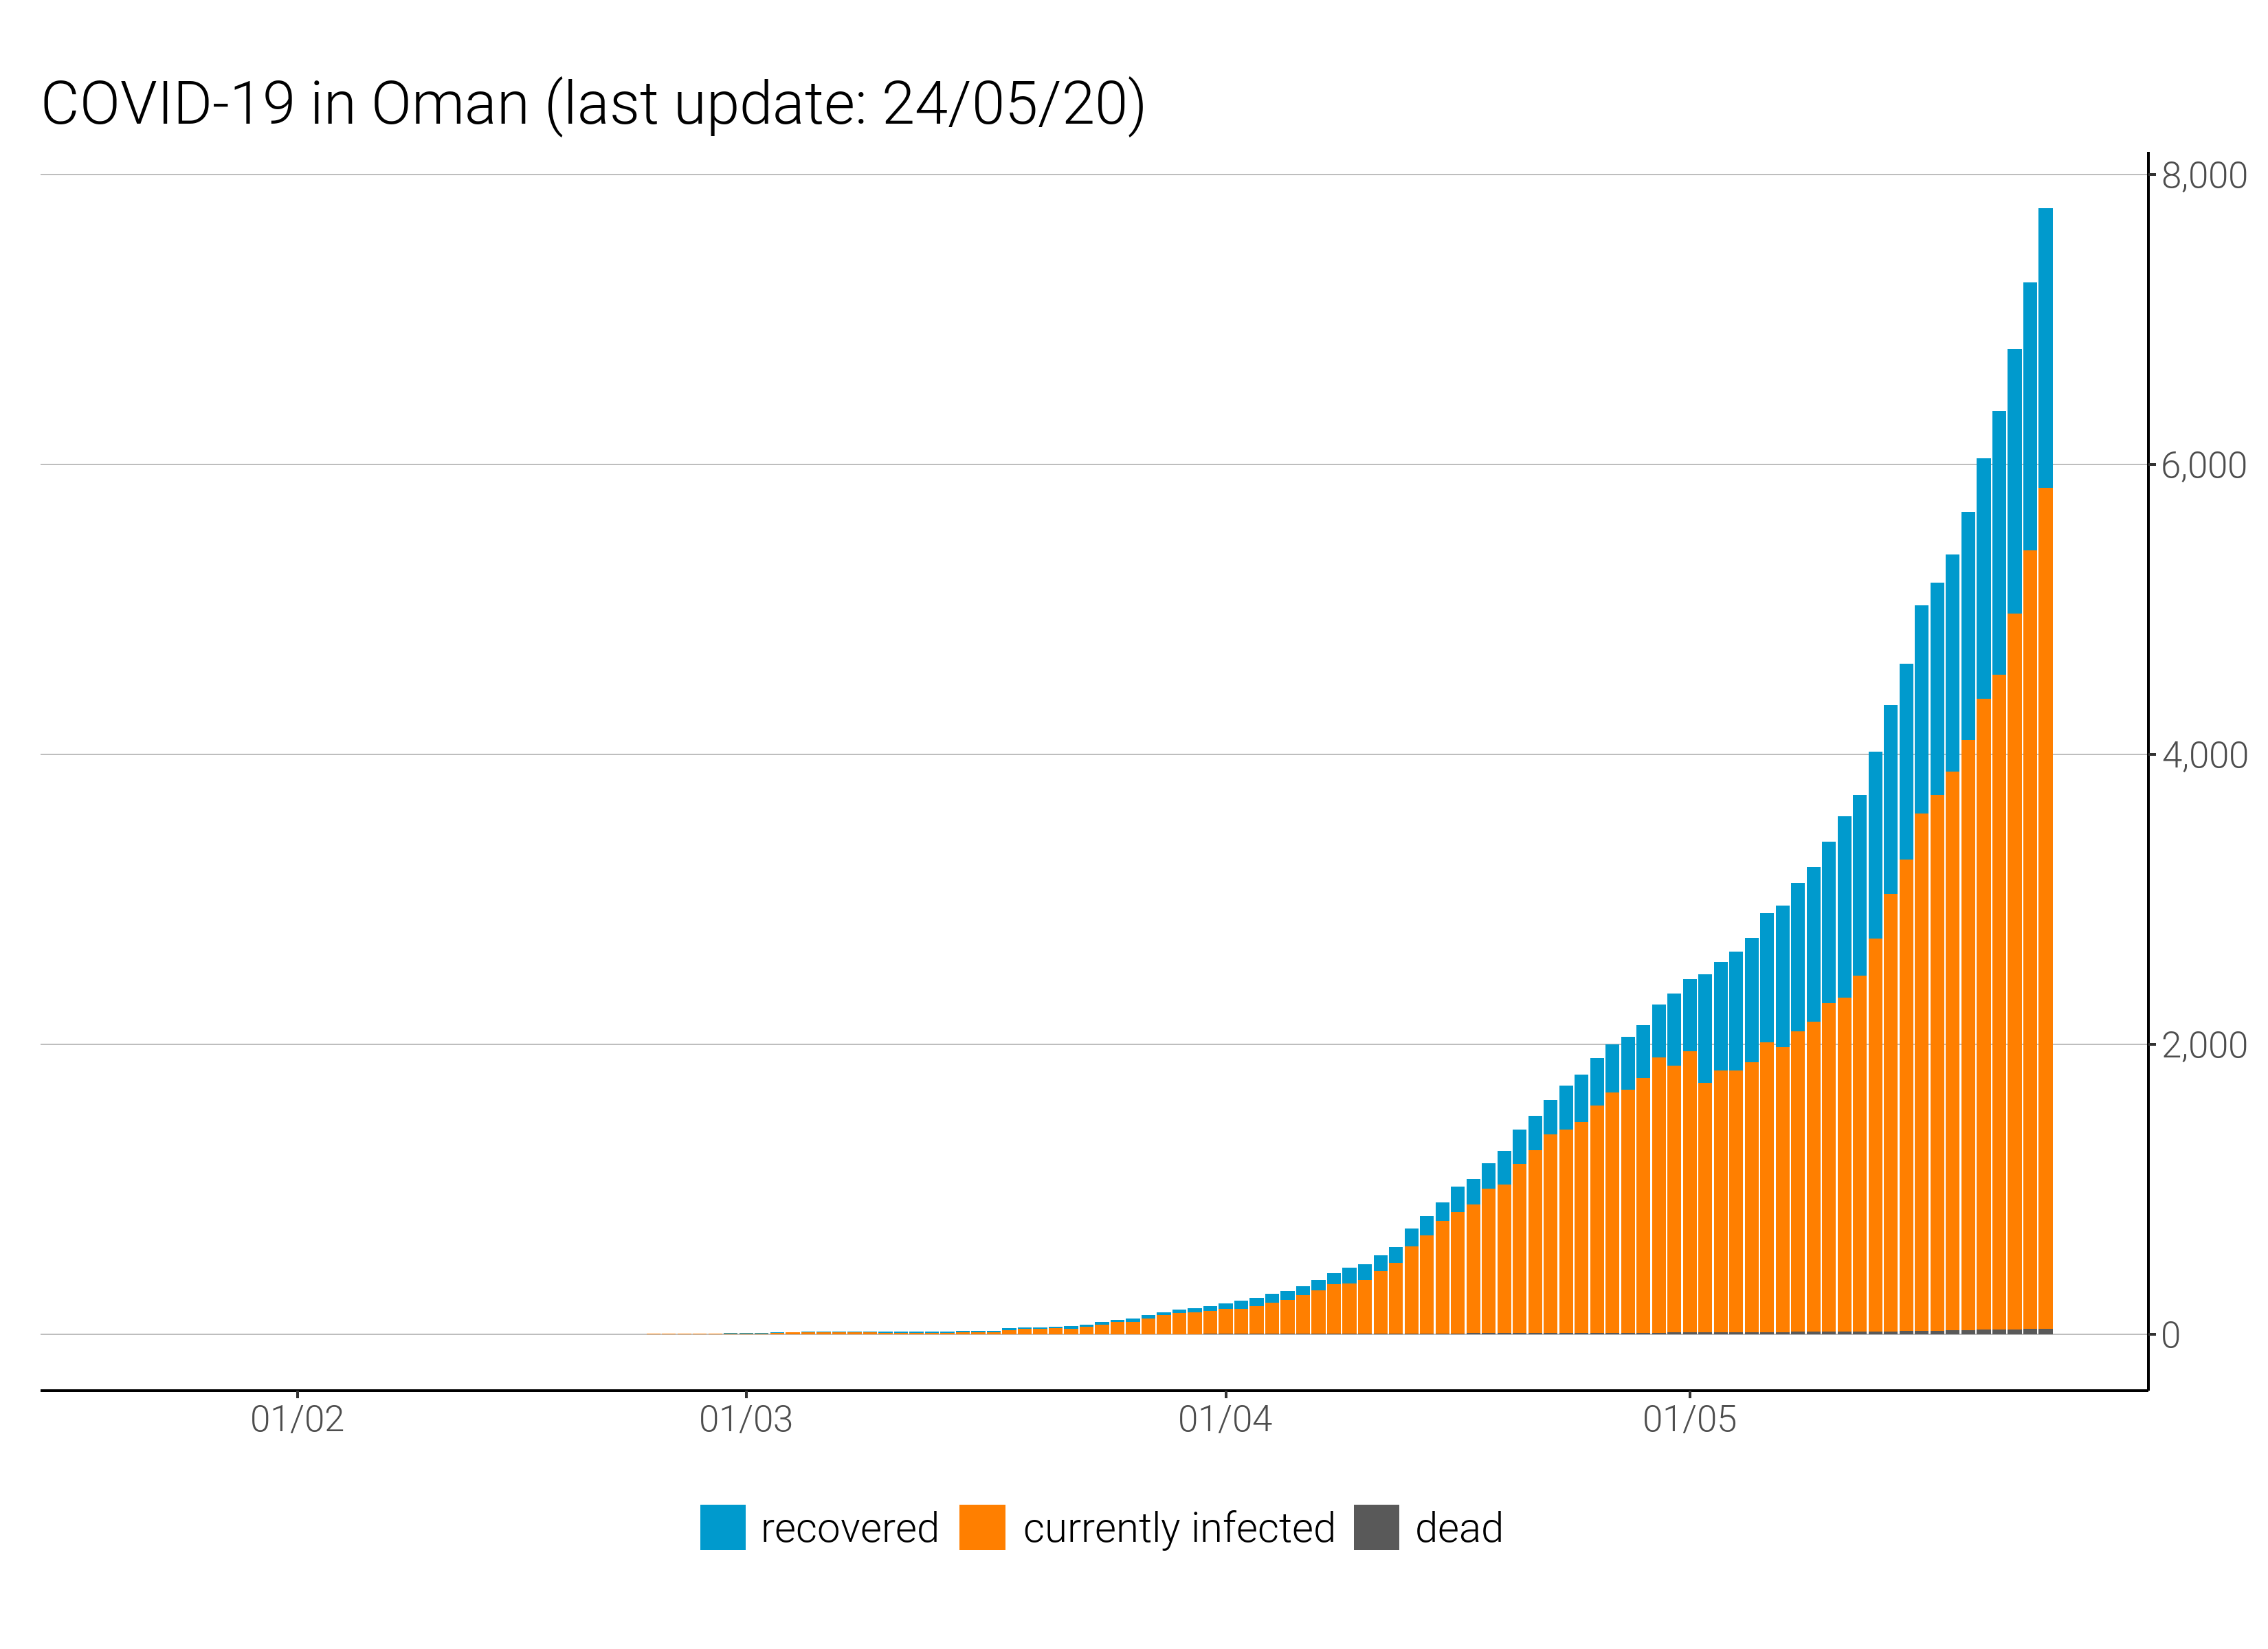 COVID-19 in Oman (last update: 24/05/20)
8,000
6,000
4,000
2,000
0
01/02 01/03 01/04 01/05
recovered currently infected dead